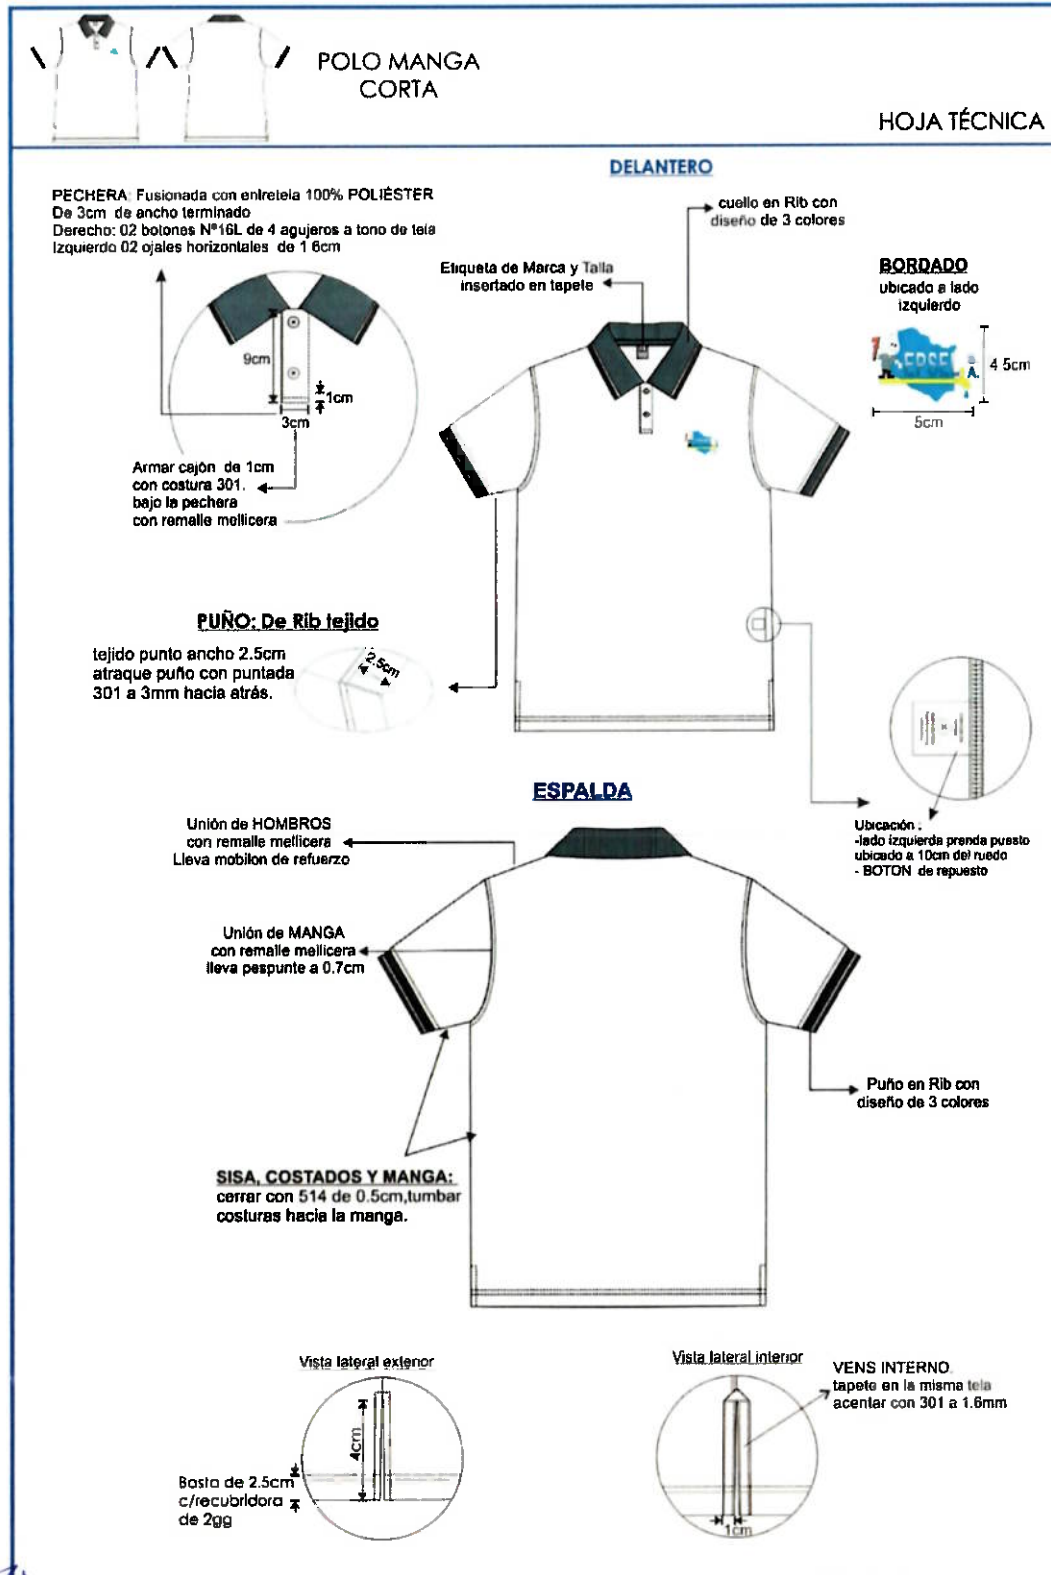 POLO MANGA
CORTA
HOJA TÉCNICA
DELANTERO
PECHERA: Fusionada con entretela 100% POLIÉSTER
De 3cm de ancho terminado
Derecho: 02 botones N°16L de 4 agujeros a tono de tela
Izquierdo 02 ojales horizontales de 1 6cm
cuello en Rib con
diseño de 3 colores
Etiqueta de Marca y Talla
insertado en tapete
BORDADO
ubicado a lado
izquierdo
EPSEL
A.
4 5cm
5cm
9cm
1cm
3cm
Armar cajón de 1cm
con costura 301.
bajo la pechera
con remalle mellicera
PUÑO: De Rib tejido
tejido punto ancho 2.5cm
atraque puño con puntada
301 a 3mm hacia atrás.
2.5cm
ESPALDA
Ubicación :
-lado izquierda prenda puesto
ubicado a 10cm del ruedo
- BOTON de repuesto
Unión de HOMBROS
con remalle mellicera
Lleva mobilon de refuerzo
Unión de MANGA
con remalle mellicera
lleva pespunte a 0.7cm
Puño en Rib con
diseño de 3 colores
SISA, COSTADOS Y MANGA:
cerrar con 514 de 0.5cm,tumbar
costuras hacia la manga.
Vista lateral exterior
4cm
Basta de 2.5cm
c/recubridora
de 2gg
Vista lateral interior
1cm
VENS INTERNO.
tapete en la misma tela
acentar con 301 a 1.6mm